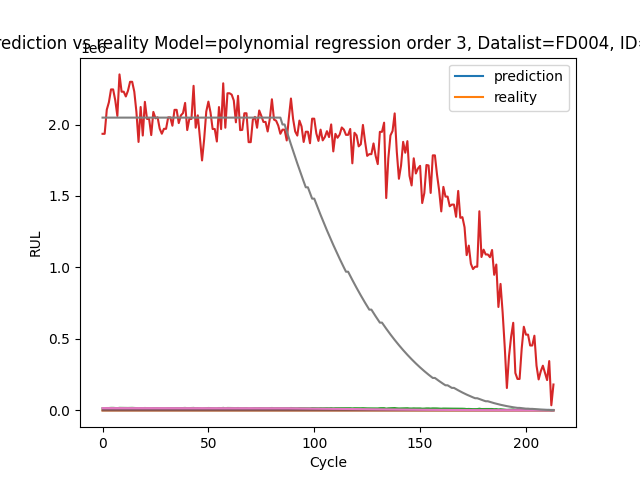 rediction vs reality Model=polynomial regression order 3, Datalist=FD004, ID=
1e6
prediction
reality
2.0
1.5
1.0
0.5
0.0
RUL
0
50
100
150
200
Cycle